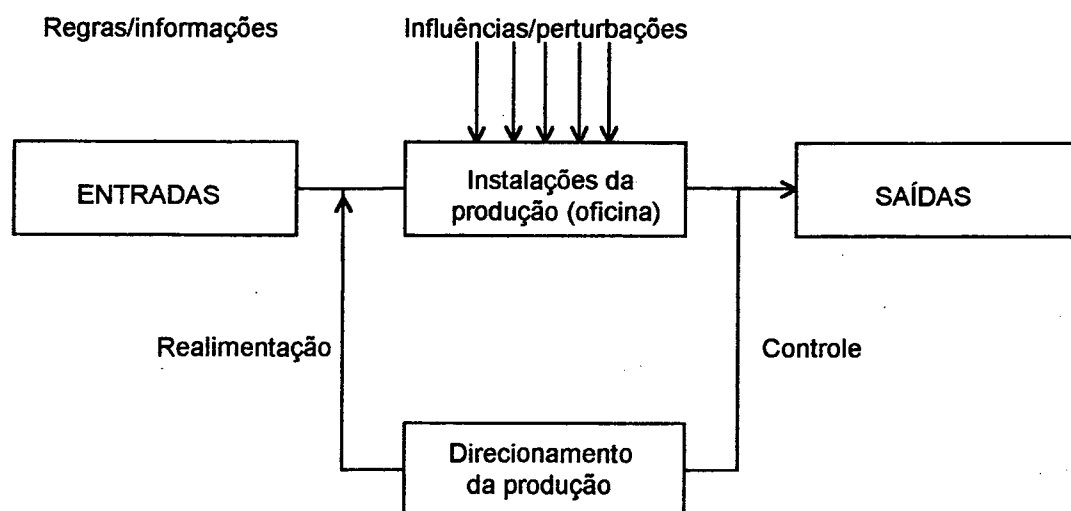 Regras/informações
Influências/perturbações
ENTRADAS
Instalações da
produção (oficina)
SAÍDAS
Realimentação
Controle
Direcionamento
da produção